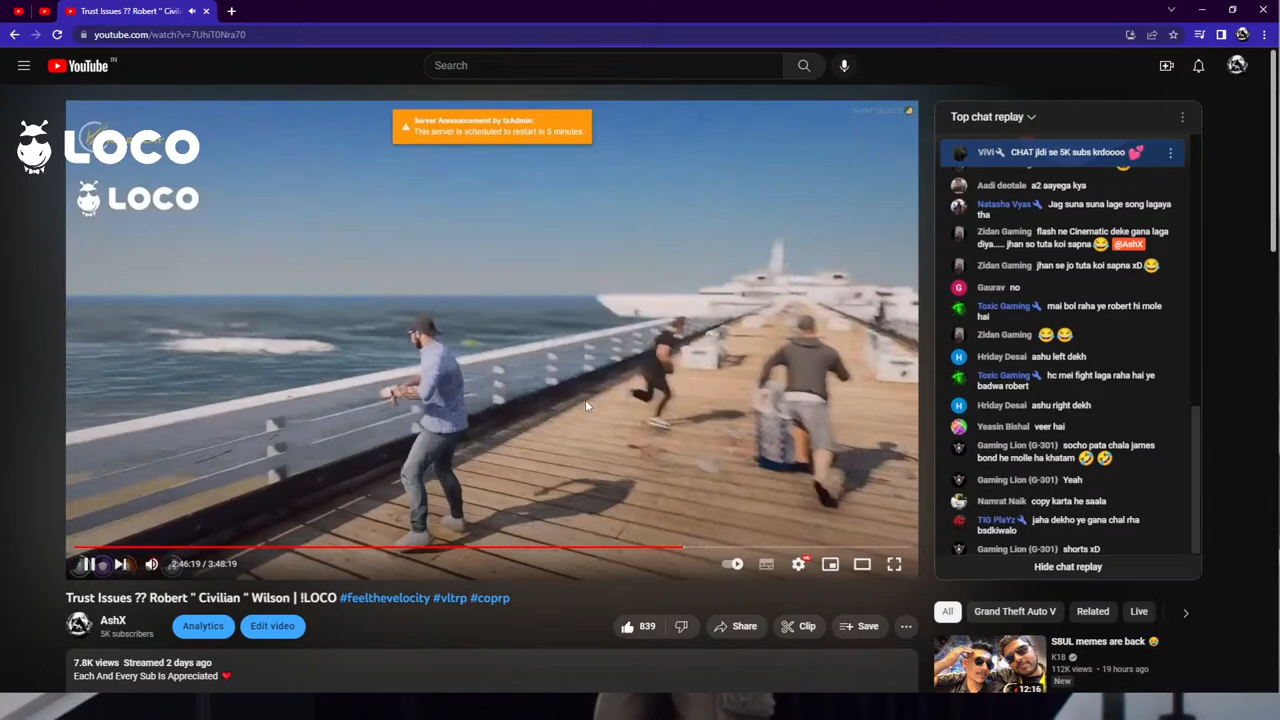 Trust Issues ?? Robert " Civili
youtube.com/watch?v=7UhiT0Nra70
YouTube IN
Search
LOCO
LOCO
Server Announcement by txAdmin:
This server is scheduled to restart in 5 minutes.
Top chat replay
ViVi CHAT jldi se 5K subs krdoooo 💕
Aadi deotale a2 aayega kya
Natasha Vyas Jag suna suna lage song lagaya
tha
Zidan Gaming flash ne Cinematic deke gana laga
diya..... jhan so tuta koi sapna 😂 @AshX
Zidan Gaming jhan se jo tuta koi sapna xD😂
G Gaurav no
Toxic Gaming mai bol raha ye robert hi mole
hai
Zidan Gaming 😂 😂
H Hriday Desai ashu left dekh
Toxic Gaming hc mei fight laga raha hai ye
badwa robert
H Hriday Desai ashu right dekh
Yeasin Bishal veer hai
Gaming Lion {G-301} socho pata chala james
bond he molle ha khatam 🤣 🤣
Gaming Lion {G-301} Yeah
Namrat Naik copy karta he saala
TIG PlaYz jaha dekho ye gana chal rha
bsdkiwalo
Gaming Lion {G-301} shorts xD
Hide chat replay
2:46:19 / 3:48:19
HD
Trust Issues ?? Robert " Civilian " Wilson | !LOCO #feelthevelocity #vltrp #coprp
AshX
5K subscribers
Analytics
Edit video
839
Share
Clip
Save
7.8K views Streamed 2 days ago
Each And Every Sub Is Appreciated ❤
All
Grand Theft Auto V
Related
Live
S8UL memes are back 😂
K18
112K views • 19 hours ago
New
12:16